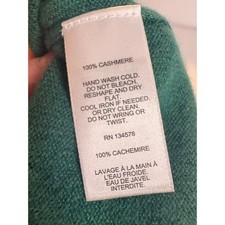 100% CASHMERE
HAND WASH COLD.
DO NOT BLEACH.
RESHAPE AND DRY
FLAT.
COOL IRON IF NEEDED.
OR DRY CLEAN.
DO NOT WRING OR
TWIST.
RN 134578
100% CACHEMIRE
LAVAGE À LA MAIN À
L'EAU FROIDE.
EAU DE JAVEL
INTERDITE.